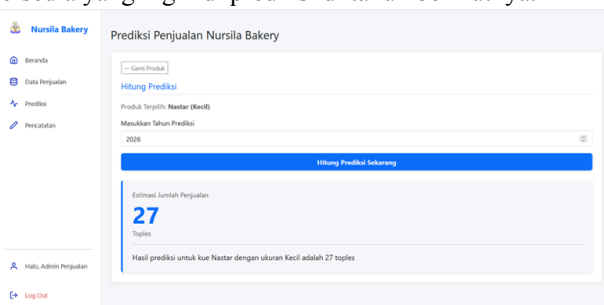 Nursila Bakery
Beranda
Data Penjualan
Prediksi
Pencatatan
Halo, Admin Penjualan
Log Out
Prediksi Penjualan Nursila Bakery
← Ganti Produk
Hitung Prediksi
Produk Terpilih: Nastar (Kecil)
Masukkan Tahun Prediksi
2026
Hitung Prediksi Sekarang
Estimasi Jumlah Penjualan
27
Toples
Hasil prediksi untuk kue Nastar dengan ukuran Kecil adalah 27 toples